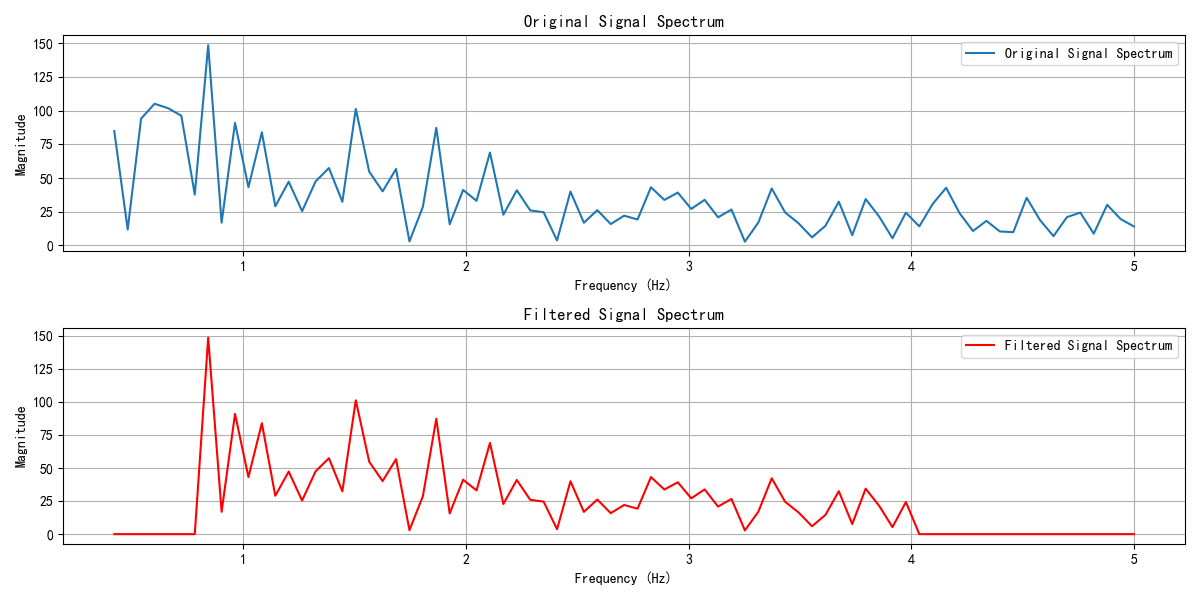 Original Signal Spectrum
Original Signal Spectrum
150
125
100
75
50
25
0
Magnitude
1 2 3 4 5
Frequency (Hz)
Filtered Signal Spectrum
Filtered Signal Spectrum
150
125
100
75
50
25
0
Magnitude
1 2 3 4 5
Frequency (Hz)